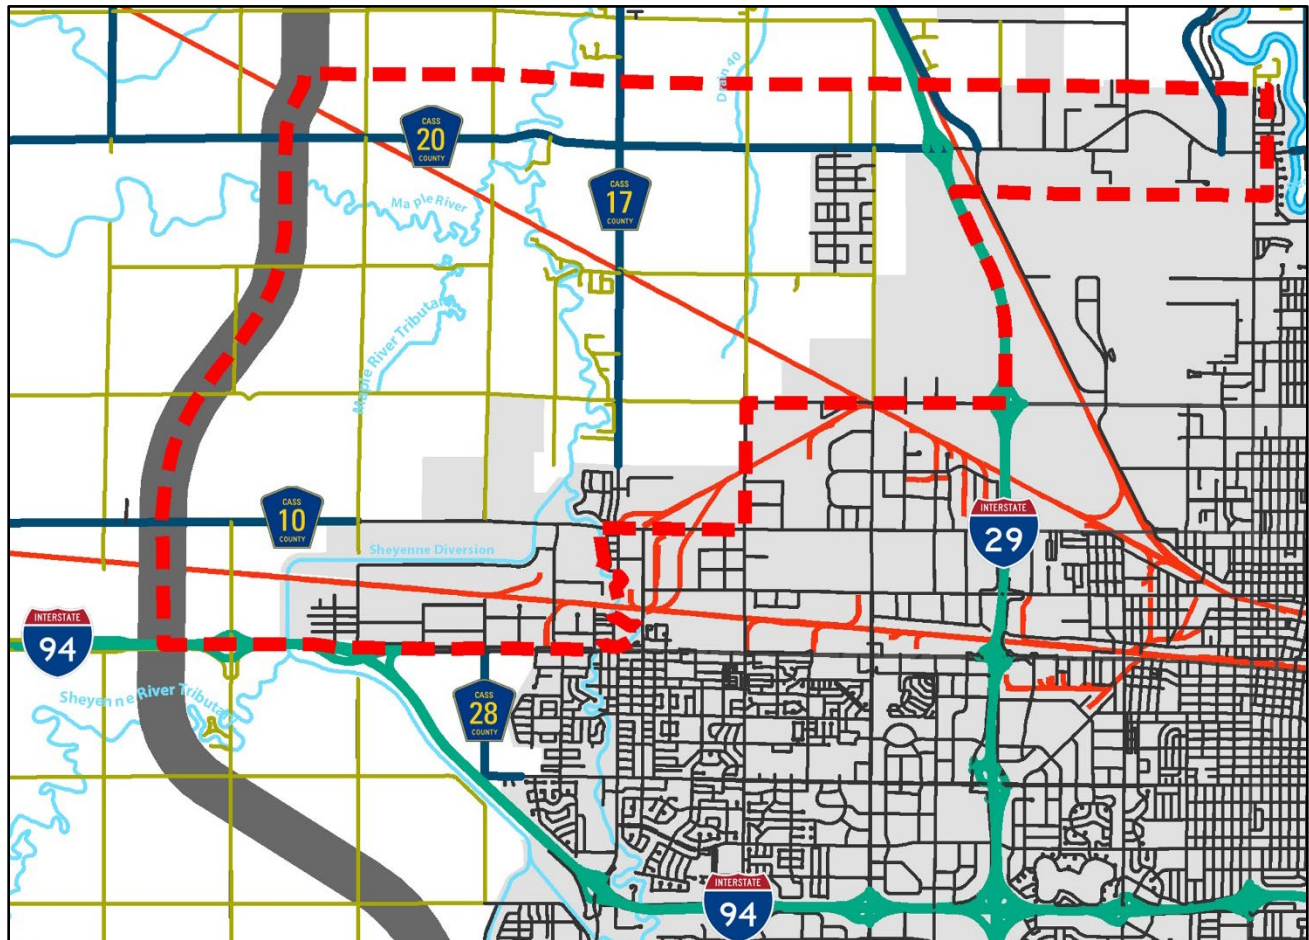 Drain 40
CASS
20
COUNTY
CASS
17
COUNTY
Maple River
Maple River Tributary
CASS
10
COUNTY
INTERSTATE
29
Sheyenne Diversion
INTERSTATE
94
Sheyenne River Tributary
CASS
28
COUNTY
INTERSTATE
94